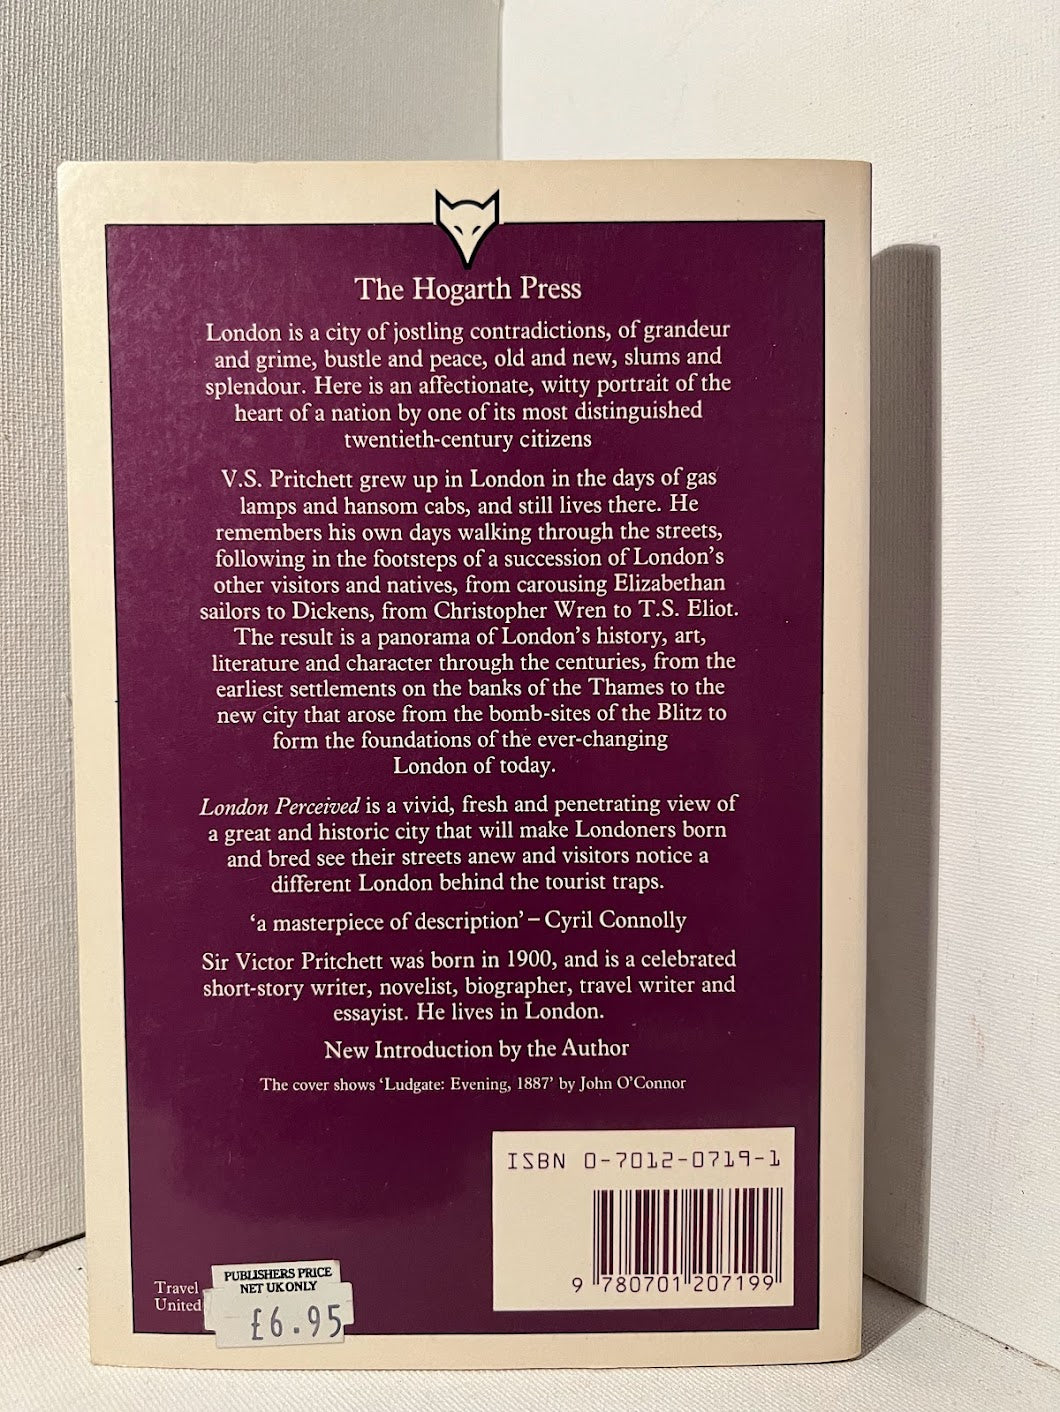 The Hogarth Press
London is a city of jostling contradictions, of grandeur
and grime, bustle and peace, old and new, slums and
splendour. Here is an affectionate, witty portrait of the
heart of a nation by one of its most distinguished
twentieth-century citizens
V.S. Pritchett grew up in London in the days of gas
lamps and hansom cabs, and still lives there. He
remembers his own days walking through the streets,
following in the footsteps of a succession of London's
other visitors and natives, from carousing Elizabethan
sailors to Dickens, from Christopher Wren to T.S. Eliot.
The result is a panorama of London's history, art,
literature and character through the centuries, from the
earliest settlements on the banks of the Thames to the
new city that arose from the bomb-sites of the Blitz to
form the foundations of the ever-changing
London of today.
London Perceived is a vivid, fresh and penetrating view of
a great and historic city that will make Londoners born
and bred see their streets anew and visitors notice a
different London behind the tourist traps.
‘a masterpiece of description’ – Cyril Connolly
Sir Victor Pritchett was born in 1900, and is a celebrated
short-story writer, novelist, biographer, travel writer and
essayist. He lives in London.
New Introduction by the Author
The cover shows ‘Ludgate: Evening, 1887’ by John O'Connor
ISBN 0-7012-0719-1
9 780701 207199
Travel
United
PUBLISHERS PRICE
NET UK ONLY
£6.95